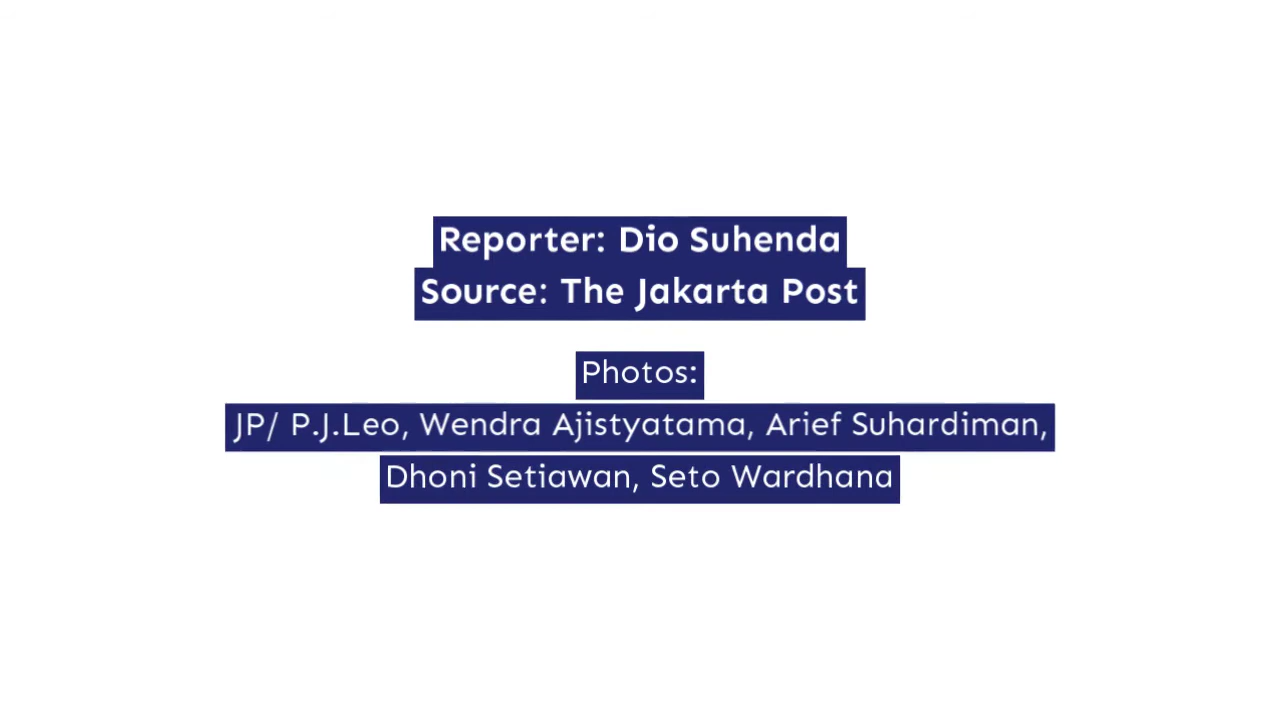 Reporter: Dio Suhenda
Source: The Jakarta Post
Photos:
JP/ P.J.Leo, Wendra Ajistyatama, Arief Suhardiman,
Dhoni Setiawan, Seto Wardhana